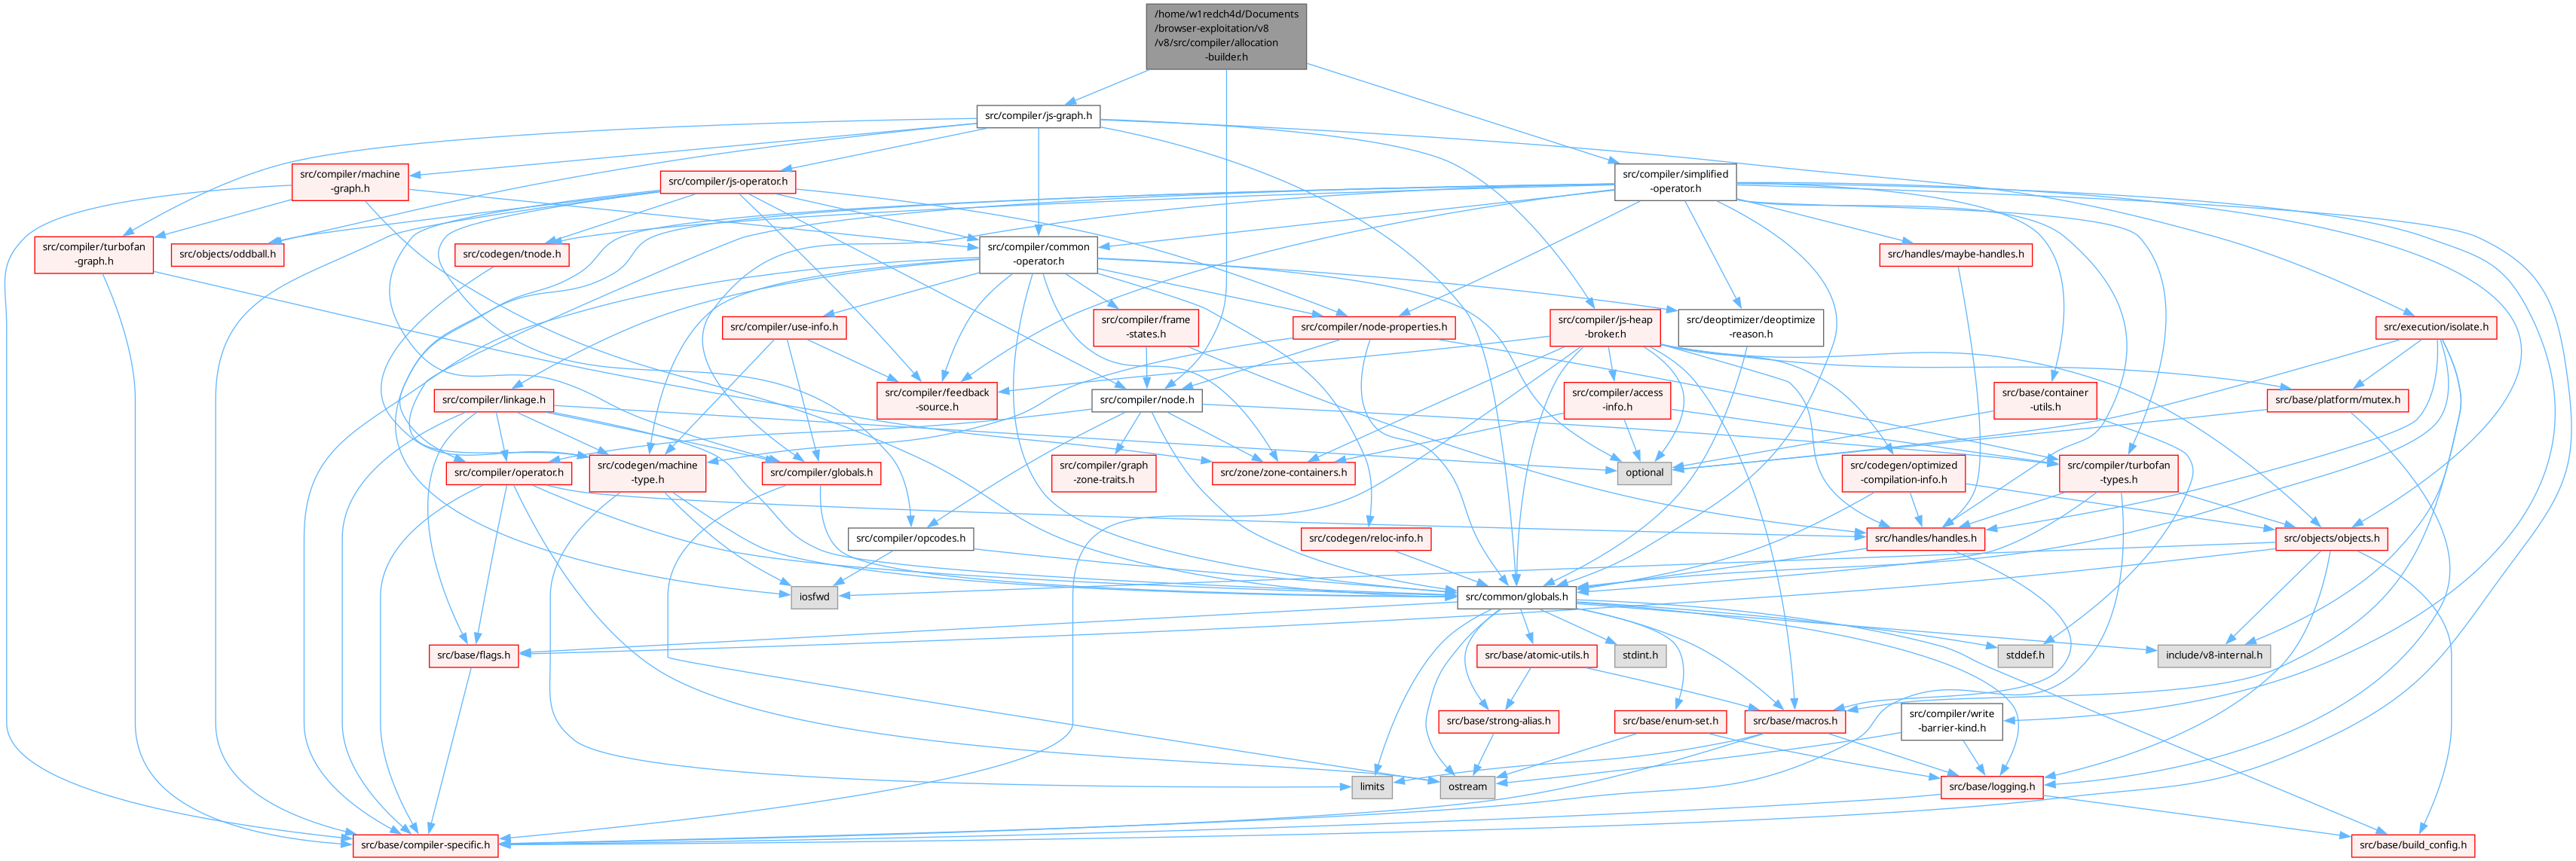 /home/w1redch4d/Documents
/browser-exploitation/v8
/v8/src/compiler/allocation
-builder.h
src/compiler/js-graph.h
src/compiler/machine
-graph.h
src/compiler/js-operator.h
src/compiler/simplified
-operator.h
src/compiler/turbofan
-graph.h
src/objects/oddball.h
src/codegen/tnode.h
src/compiler/common
-operator.h
src/handles/maybe-handles.h
src/compiler/use-info.h
src/compiler/frame
-states.h
src/compiler/node-properties.h
src/compiler/js-heap
-broker.h
src/deoptimizer/deoptimize
-reason.h
src/execution/isolate.h
src/compiler/linkage.h
src/compiler/feedback
-source.h
src/compiler/node.h
src/compiler/access
-info.h
src/base/container
-utils.h
src/base/platform/mutex.h
src/compiler/operator.h
src/codegen/machine
-type.h
src/compiler/globals.h
src/compiler/graph
-zone-traits.h
src/zone/zone-containers.h
optional
src/codegen/optimized
-compilation-info.h
src/compiler/turbofan
-types.h
src/compiler/opcodes.h
src/codegen/reloc-info.h
src/handles/handles.h
src/objects/objects.h
iosfwd
src/common/globals.h
src/base/flags.h
src/base/atomic-utils.h
stdint.h
stddef.h
include/v8-internal.h
src/base/strong-alias.h
src/base/enum-set.h
src/base/macros.h
src/compiler/write
-barrier-kind.h
limits
ostream
src/base/logging.h
src/base/compiler-specific.h
src/base/build_config.h